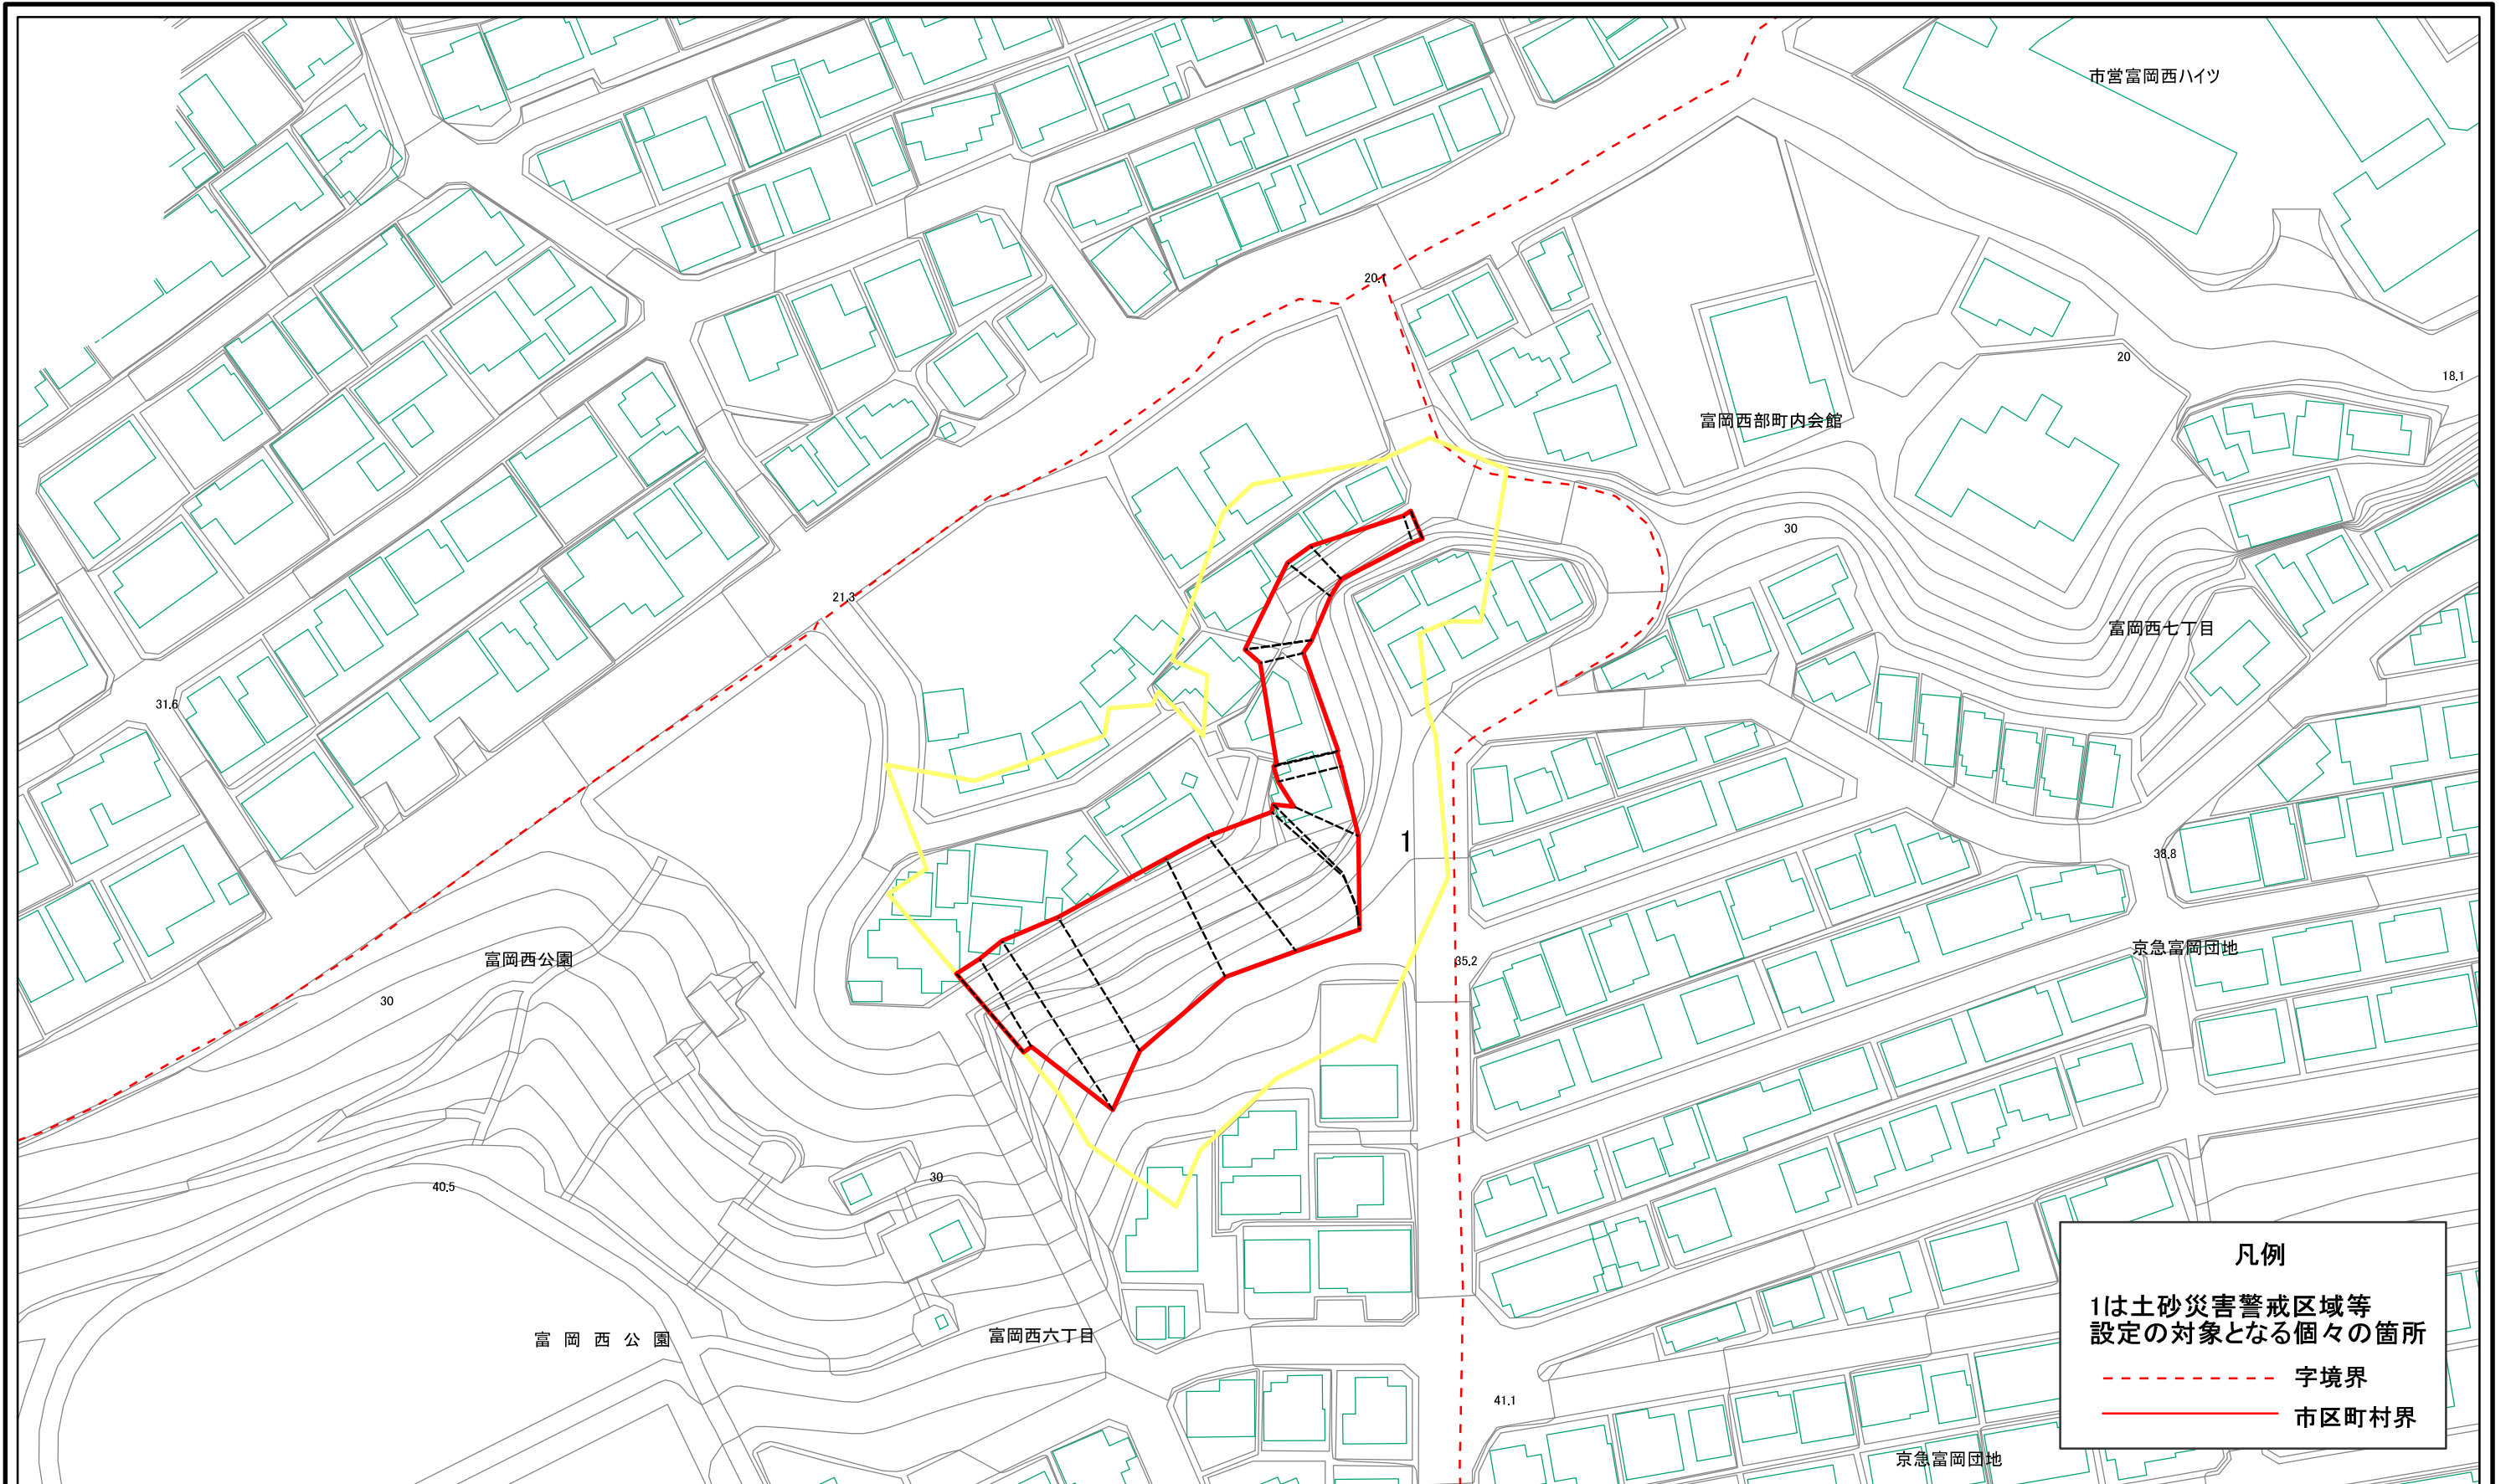 市営富岡西ハイツ
20.7
20
18.1
富岡西部町内会館
30
21.3
富岡西七丁目
31.6
1
38.8
京急富岡団地
富岡西公園
35.2
30
30
40.5
富岡西六丁目
富岡西公園
41.1
京急富岡団地
凡例
1は土砂災害警戒区域等
設定の対象となる個々の箇所
字境界
市区町村界